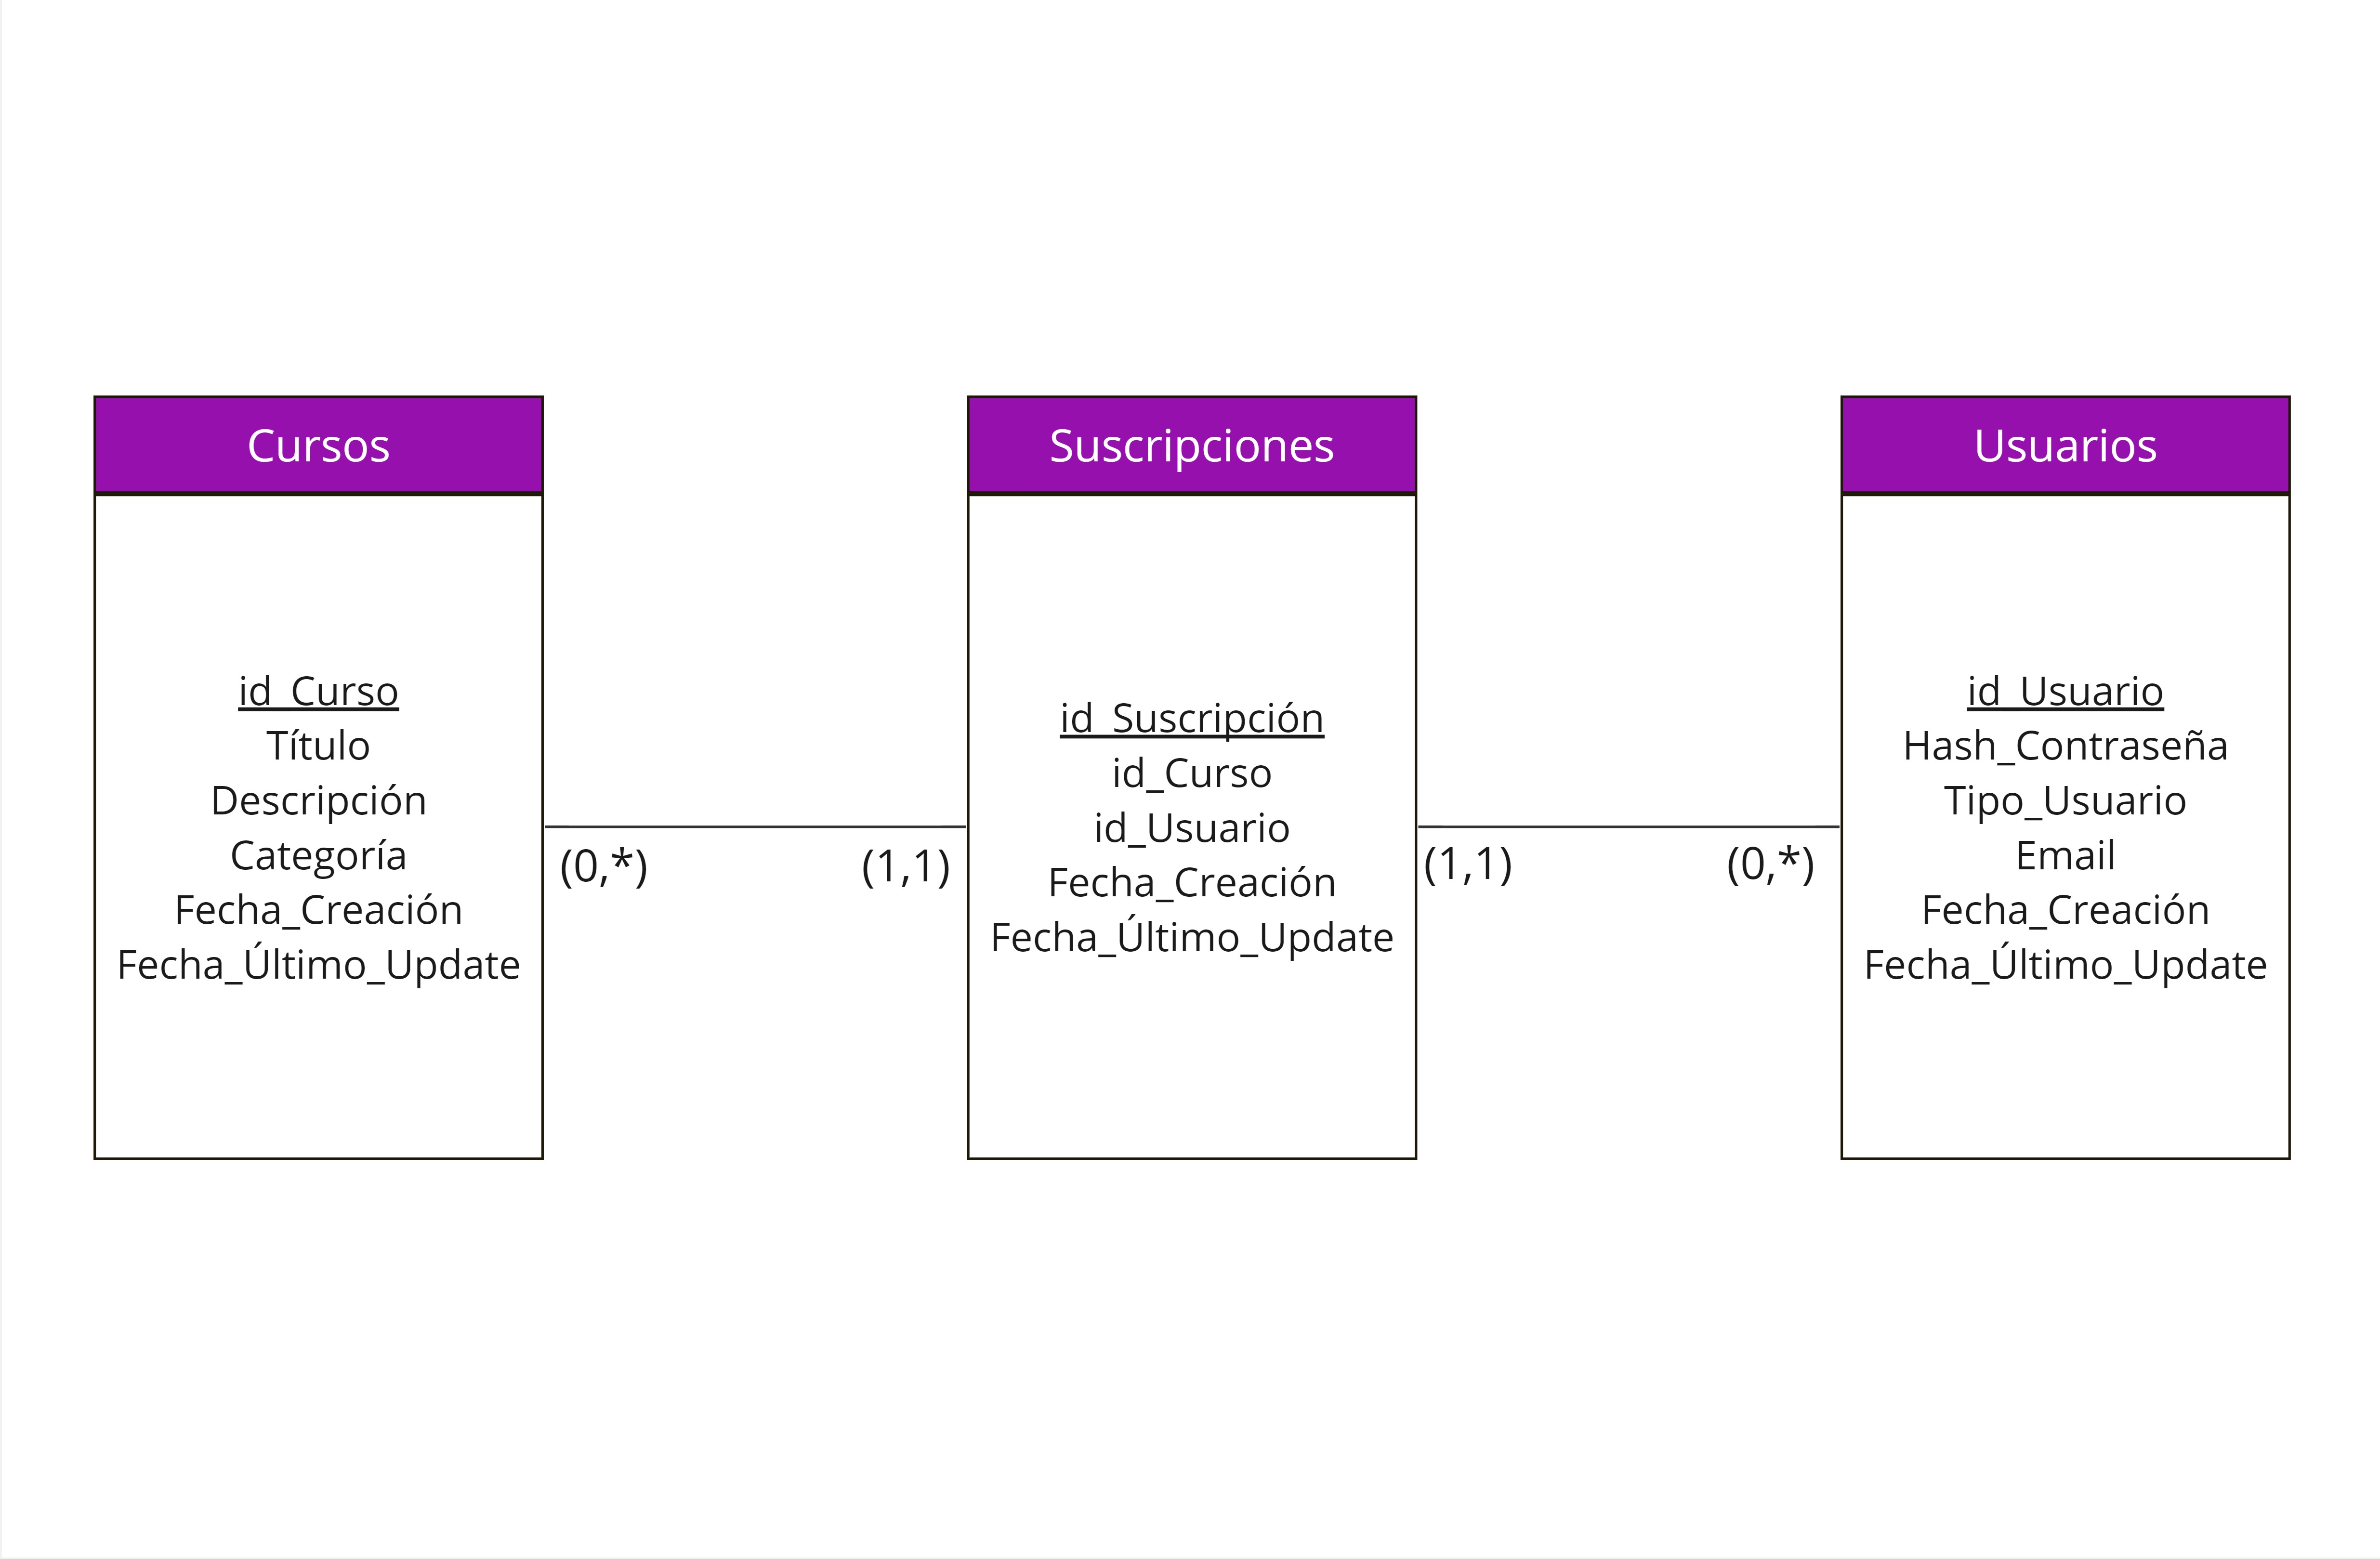 Cursos
id_Curso
Título
Descripción
Categoría
Fecha_Creación
Fecha_Último_Update
(0,*)
(1,1)
Suscripciones
id_Suscripción
id_Curso
id_Usuario
Fecha_Creación
Fecha_Último_Update
(1,1)
(0,*)
Usuarios
id_Usuario
Hash_Contraseña
Tipo_Usuario
Email
Fecha_Creación
Fecha_Último_Update